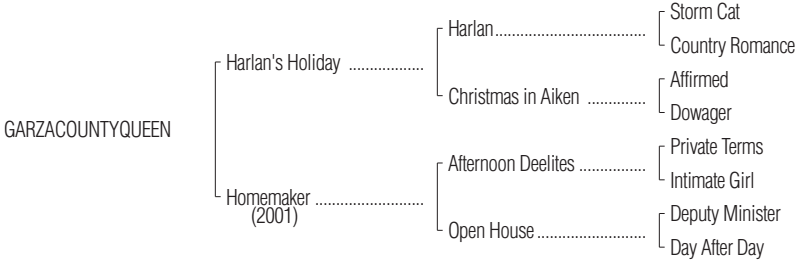 Storm Cat
Harlan....................................
Country Romance
Harlan's Holiday ..................
Affirmed
Christmas in Aiken ..............
Dowager
GARZACOUNTYQUEEN
Private Terms
Afternoon Deelites ................
Intimate Girl
Homemaker ..........................
(2001)
Deputy Minister
Open House ..........................
Day After Day